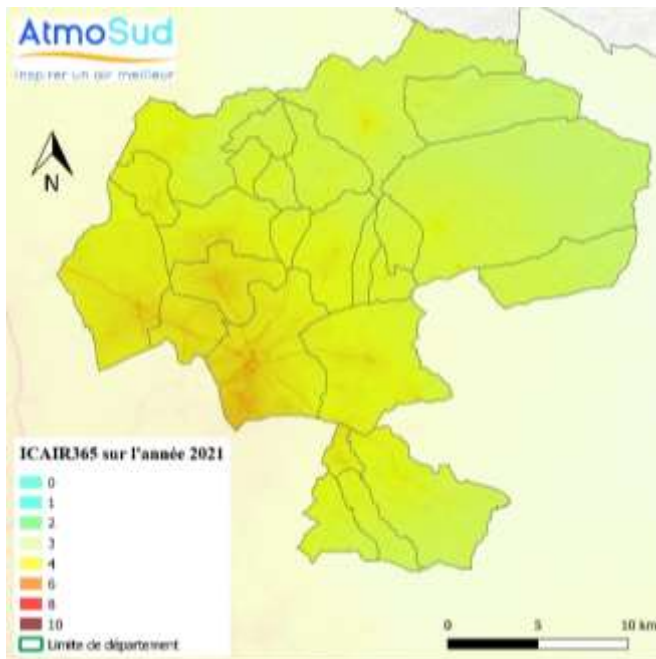 AtmoSud
Inspirer un air meilleur
N
ICAIR365 sur l'année 2021
0
1
2
3
4
6
8
10
Limite de département
0 5 10 km